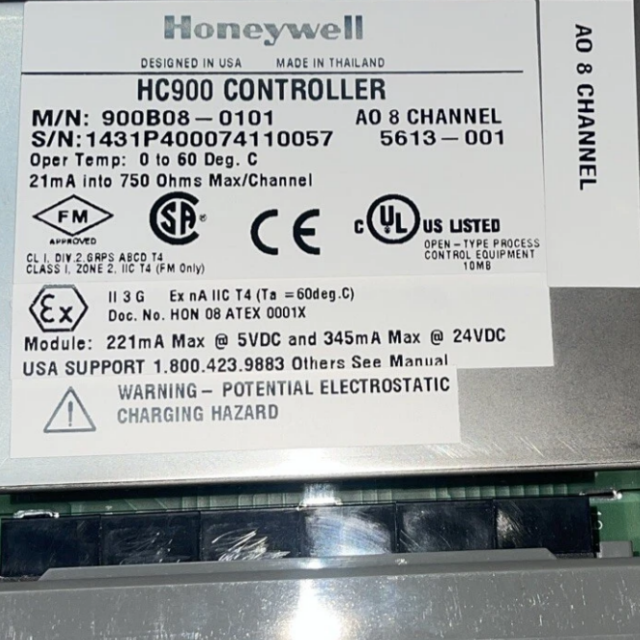 Honeywell
DESIGNED IN USA MADE IN THAILAND
HC900 CONTROLLER
M/N: 900B08-0101 AO 8 CHANNEL
S/N:1431P400074110057 5613-001
Oper Temp: 0 to 60 Deg. C
21mA into 750 Ohms Max/Channel
FM
APPROVED
SA
CE
c UL US LISTED
OPEN-TYPE PROCESS
CONTROL EQUIPMENT
10MB
CL I, DIV.2.GRPS ABCD T4
CLASS I, ZONE 2, IIC T4 (FM Only)
Ex
II 3 G Ex nA IIC T4 (Ta =60deg.C)
Doc. No. HON 08 ATEX 0001X
Module: 221mA Max @ 5VDC and 345mA Max @ 24VDC
USA SUPPORT 1.800.423.9883 Others See Manual
WARNING- POTENTIAL ELECTROSTATIC
CHARGING HAZARD
AO 8 CHANNEL